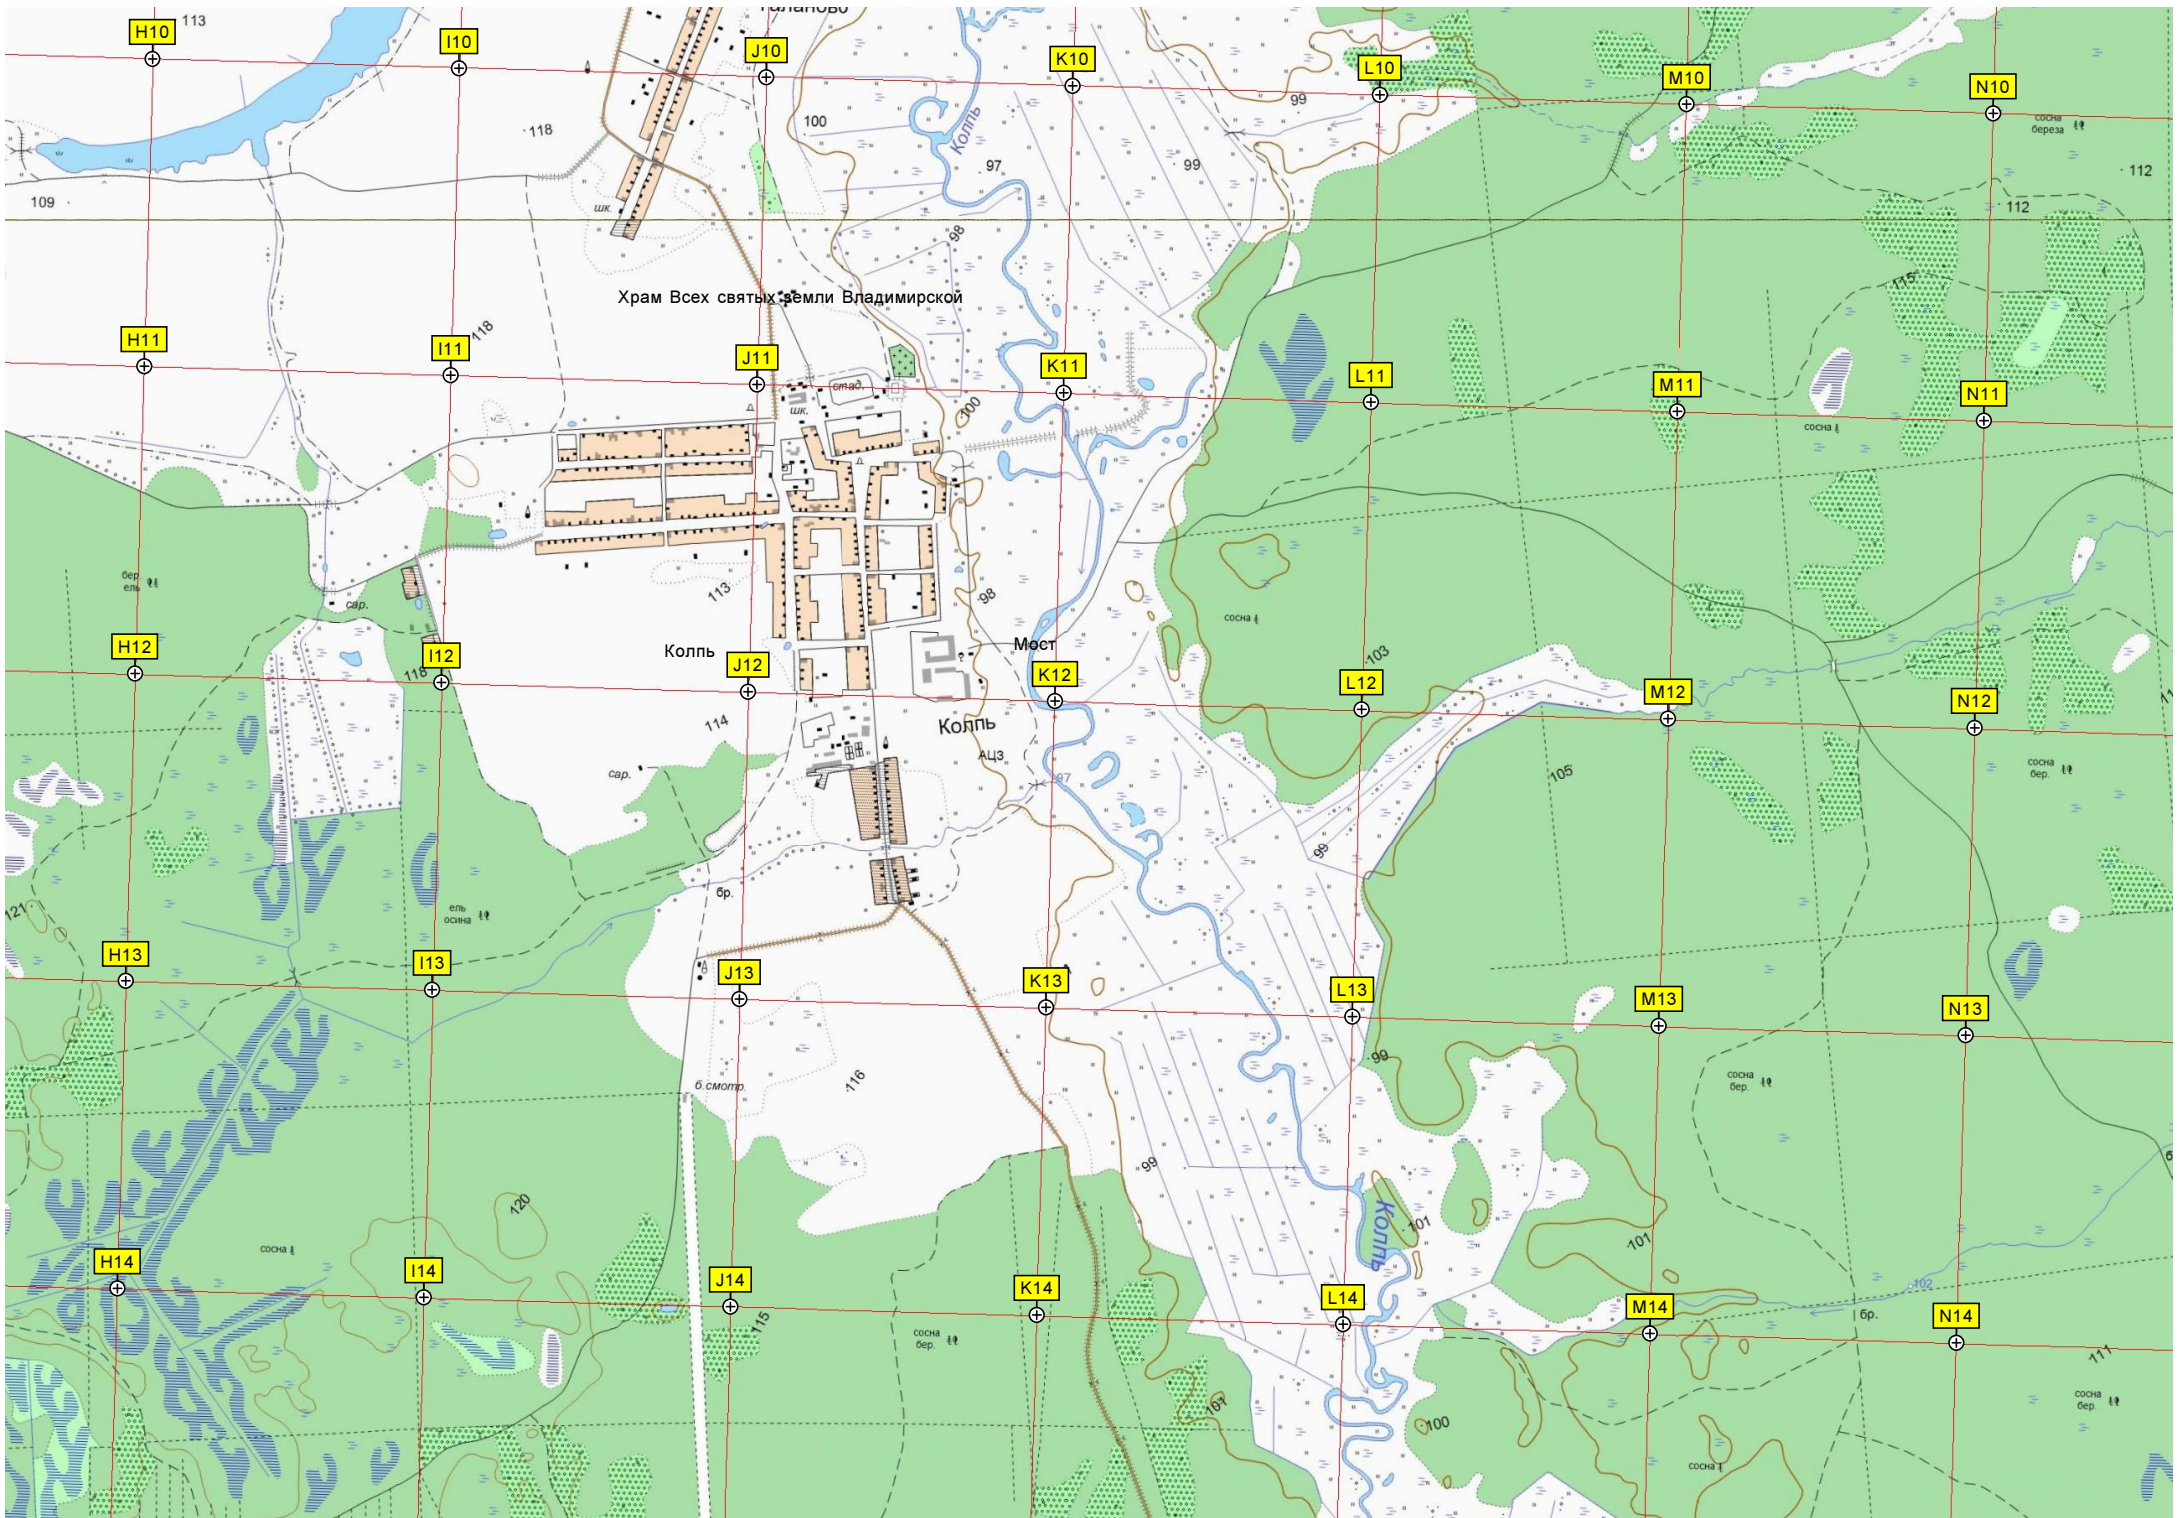 Галаново
H10
113
I10
J10
K10
L10
M10
N10
118
100
Колпь
97
99
99
сосна
береза
112
112
109
шк.
98
115
Храм Всех святых земли Владимирской
H11
I11
118
J11
K11
L11
M11
N11
стад.
шк.
100
сосна
бер.
ель
сар.
113
98
сосна
H12
I12
118
Колпь
J12
Мост
K12
103
L12
M12
N12
11
114
Колпь
АЦЗ
97
сар.
105
сосна
бер.
99
121
ель
осина
бр.
H13
I13
J13
K13
L13
M13
N13
99
б.смотр.
116
сосна
бер.
99
б
120
Колпь
101
101
сосна
H14
I14
J14
K14
L14
M14
N14
102
бр.
115
сосна
бер.
111
101
100
сосна
бер.
сосна